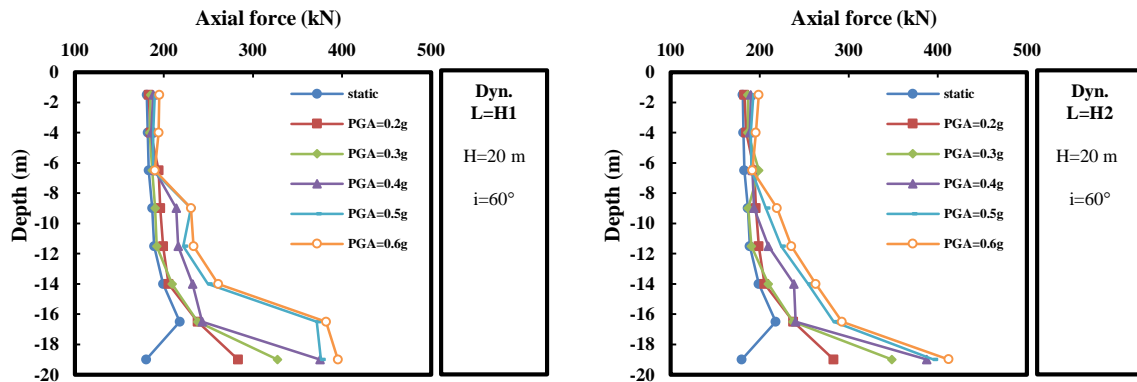 Axial force (kN)
100 200 300 400 500
0
-2
-4
-6
-8
-10
-12
-14
-16
-18
-20
Depth (m)
static
PGA=0.2g
PGA=0.3g
PGA=0.4g
PGA=0.5g
PGA=0.6g
Dyn.
L=H1
H=20 m
i=60°
Axial force (kN)
100 200 300 400 500
0
-2
-4
-6
-8
-10
-12
-14
-16
-18
-20
Depth (m)
static
PGA=0.2g
PGA=0.3g
PGA=0.4g
PGA=0.5g
PGA=0.6g
Dyn.
L=H2
H=20 m
i=60°